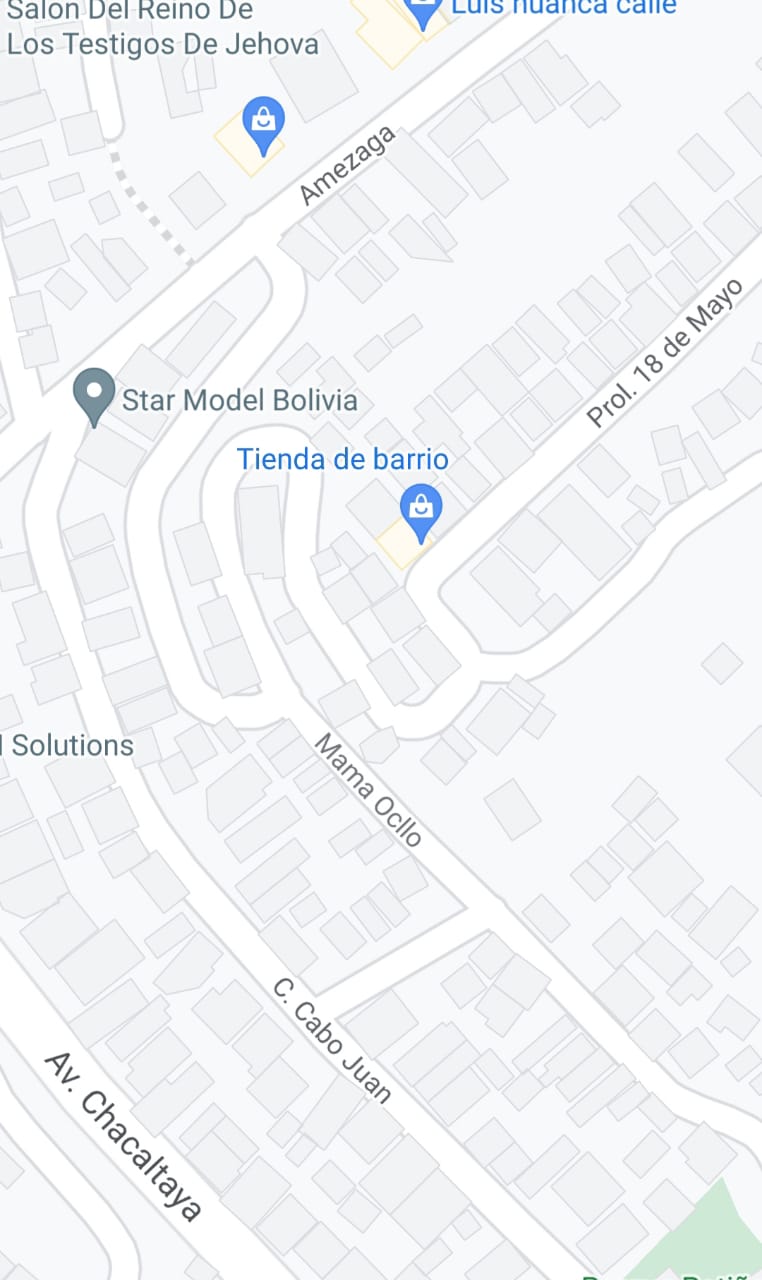 Salon Del Reino De
Los Testigos De Jehova
Luis huanca calle
Amezaga
Star Model Bolivia
Tienda de barrio
Prol. 18 de Mayo
Solutions
Mama Ocllo
C. Cabo Juan
Av. Chacaltaya